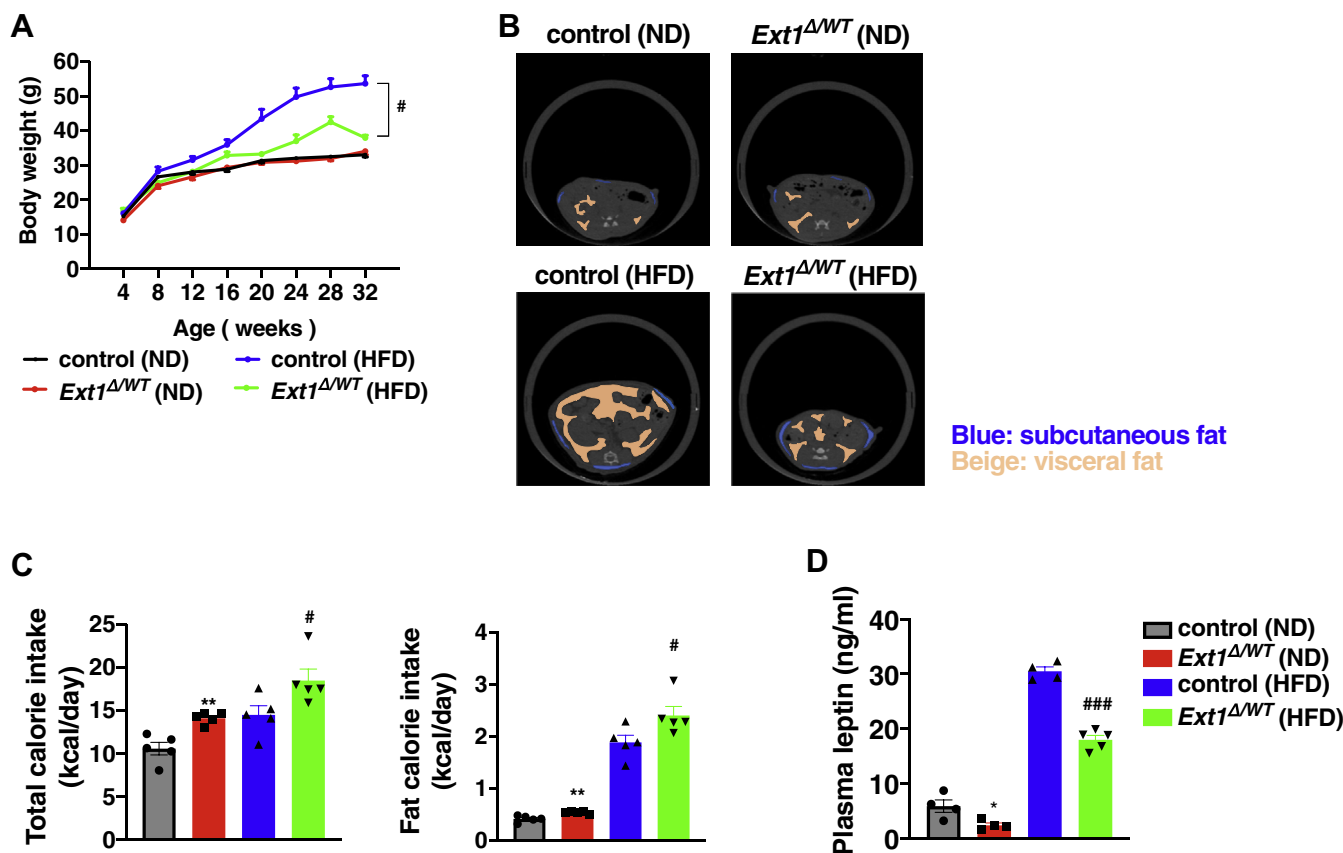 A
Body weight (g)
60
50
40
30
20
10
0
4 8 12 16 20 24 28 32
Age ( weeks )
#
control (ND)
control (HFD)
Ext1Δ/WT (ND)
Ext1Δ/WT (HFD)
B
control (ND)
Ext1Δ/WT (ND)
control (HFD)
Ext1Δ/WT (HFD)
Blue: subcutaneous fat
Beige: visceral fat
C
Total calorie intake
(kcal/day)
25
20
15
10
5
0
**
#
Fat calorie intake
(kcal/day)
4
3
2
1
0
**
#
D
Plasma leptin (ng/ml)
40
30
20
10
0
*
###
control (ND)
Ext1Δ/WT (ND)
control (HFD)
Ext1Δ/WT (HFD)